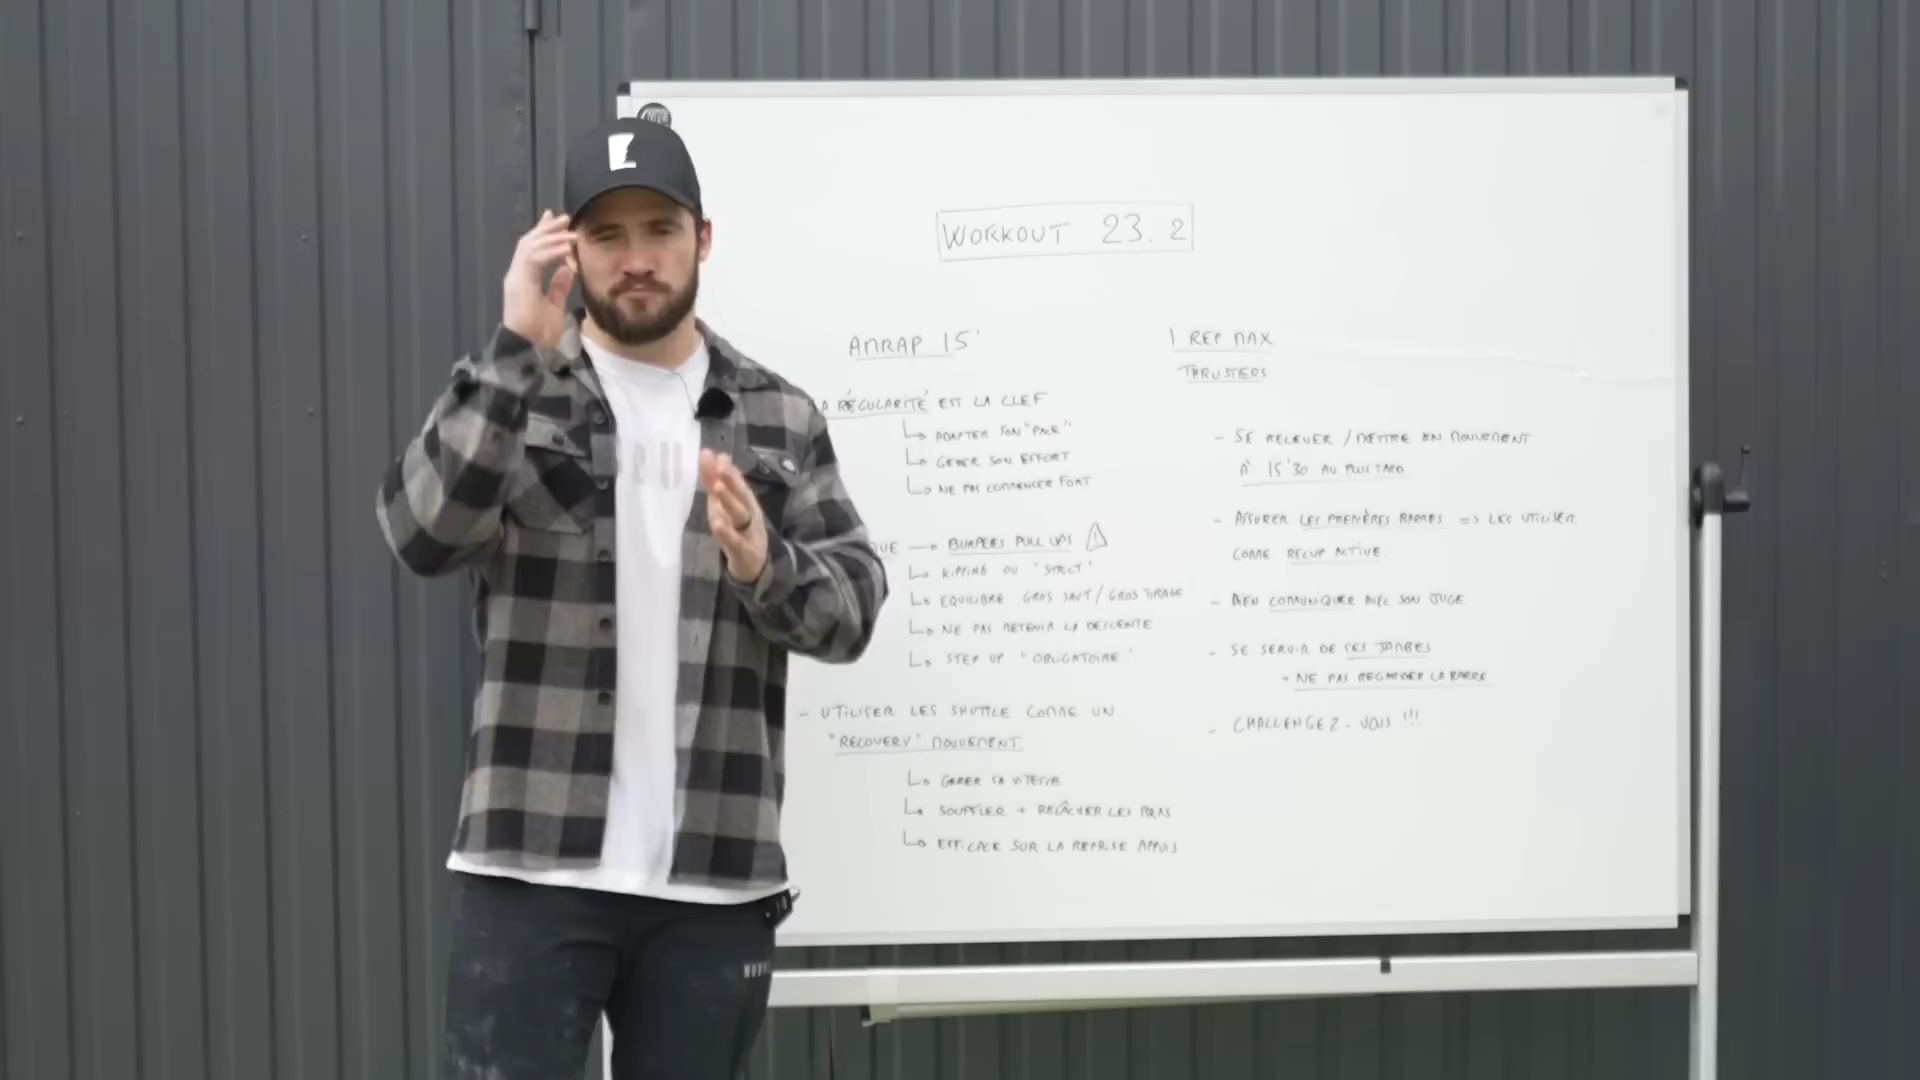 WORKOUT 23.2
AMRAP 15'
A RÉGULARITÉ EST LA CLEF
ADAPTER SON "PACE"
GERER SON EFFORT
NE PAS COMMENCER FORT
QUE → BURPEES PULL UPS
KIPPING OU "STRICT"
EQUILIBRE GROS SAUT / GROS TIRAGE
NE PAS RETENIR LA DESCENTE
STEP UP "OBLIGATOIRE"
- UTILISER LES SHUTTLE COMME UN
"RECOVERY" MOUVEMENT
GERER SA VITESSE
SOUFFLER + RELÂCHER LES BRAS
EFFICACE SUR LA REPRISE APPUIS
1 REP MAX
THRUSTERS
- SE RELEVER / METTRE EN MOUVEMENT
À 15'30 AU PLUS TARD
- ASSURER LES PREMIÈRES BARRES => LES UTILISER
COMME RECUP ACTIVE
- BIEN COMMUNIQUER AVEC SON JUGE
- SE SERVIR DE SES JAMBES
+ NE PAS REGARDER LA BARRE
- CHALLENGEZ-VOUS !!!